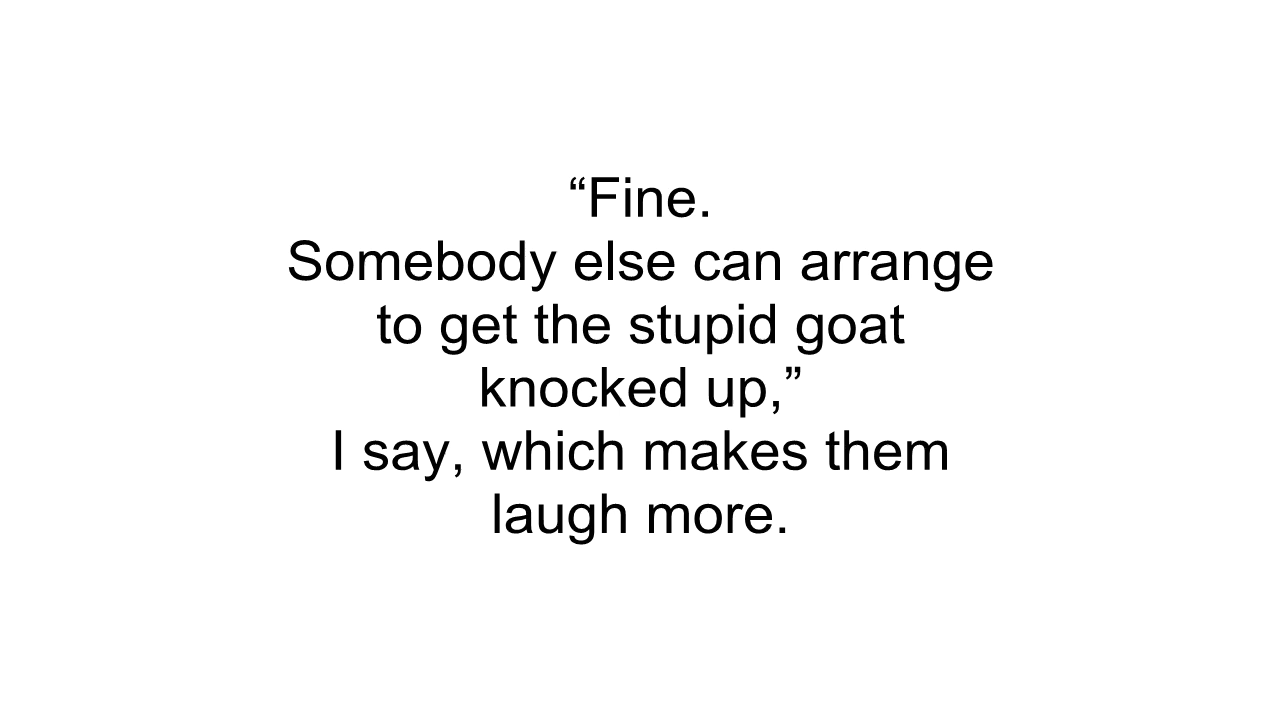 “Fine.
Somebody else can arrange
to get the stupid goat
knocked up,”
I say, which makes them
laugh more.